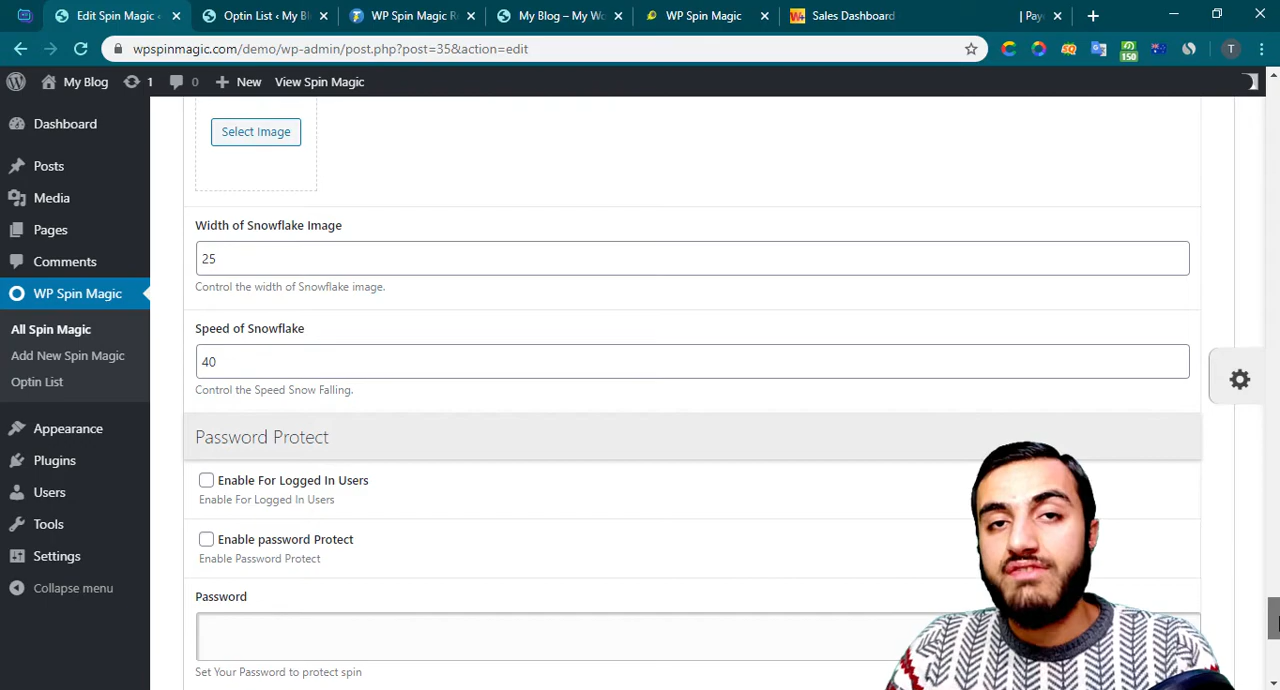 Edit Spin Magic
Optin List ‹ My Bl
WP Spin Magic R
My Blog – My Wo
WP Spin Magic
Sales Dashboard
| Pay
wpspinmagic.com/demo/wp-admin/post.php?post=35&action=edit
150
T
My Blog
1
0
New
View Spin Magic
Dashboard
Posts
Media
Pages
Comments
WP Spin Magic
All Spin Magic
Add New Spin Magic
Optin List
Appearance
Plugins
Users
Tools
Settings
Collapse menu
Select Image
Width of Snowflake Image
25
Control the width of Snowflake image.
Speed of Snowflake
40
Control the Speed Snow Falling.
Password Protect
Enable For Logged In Users
Enable For Logged In Users
Enable password Protect
Enable Password Protect
Password
Set Your Password to protect spin